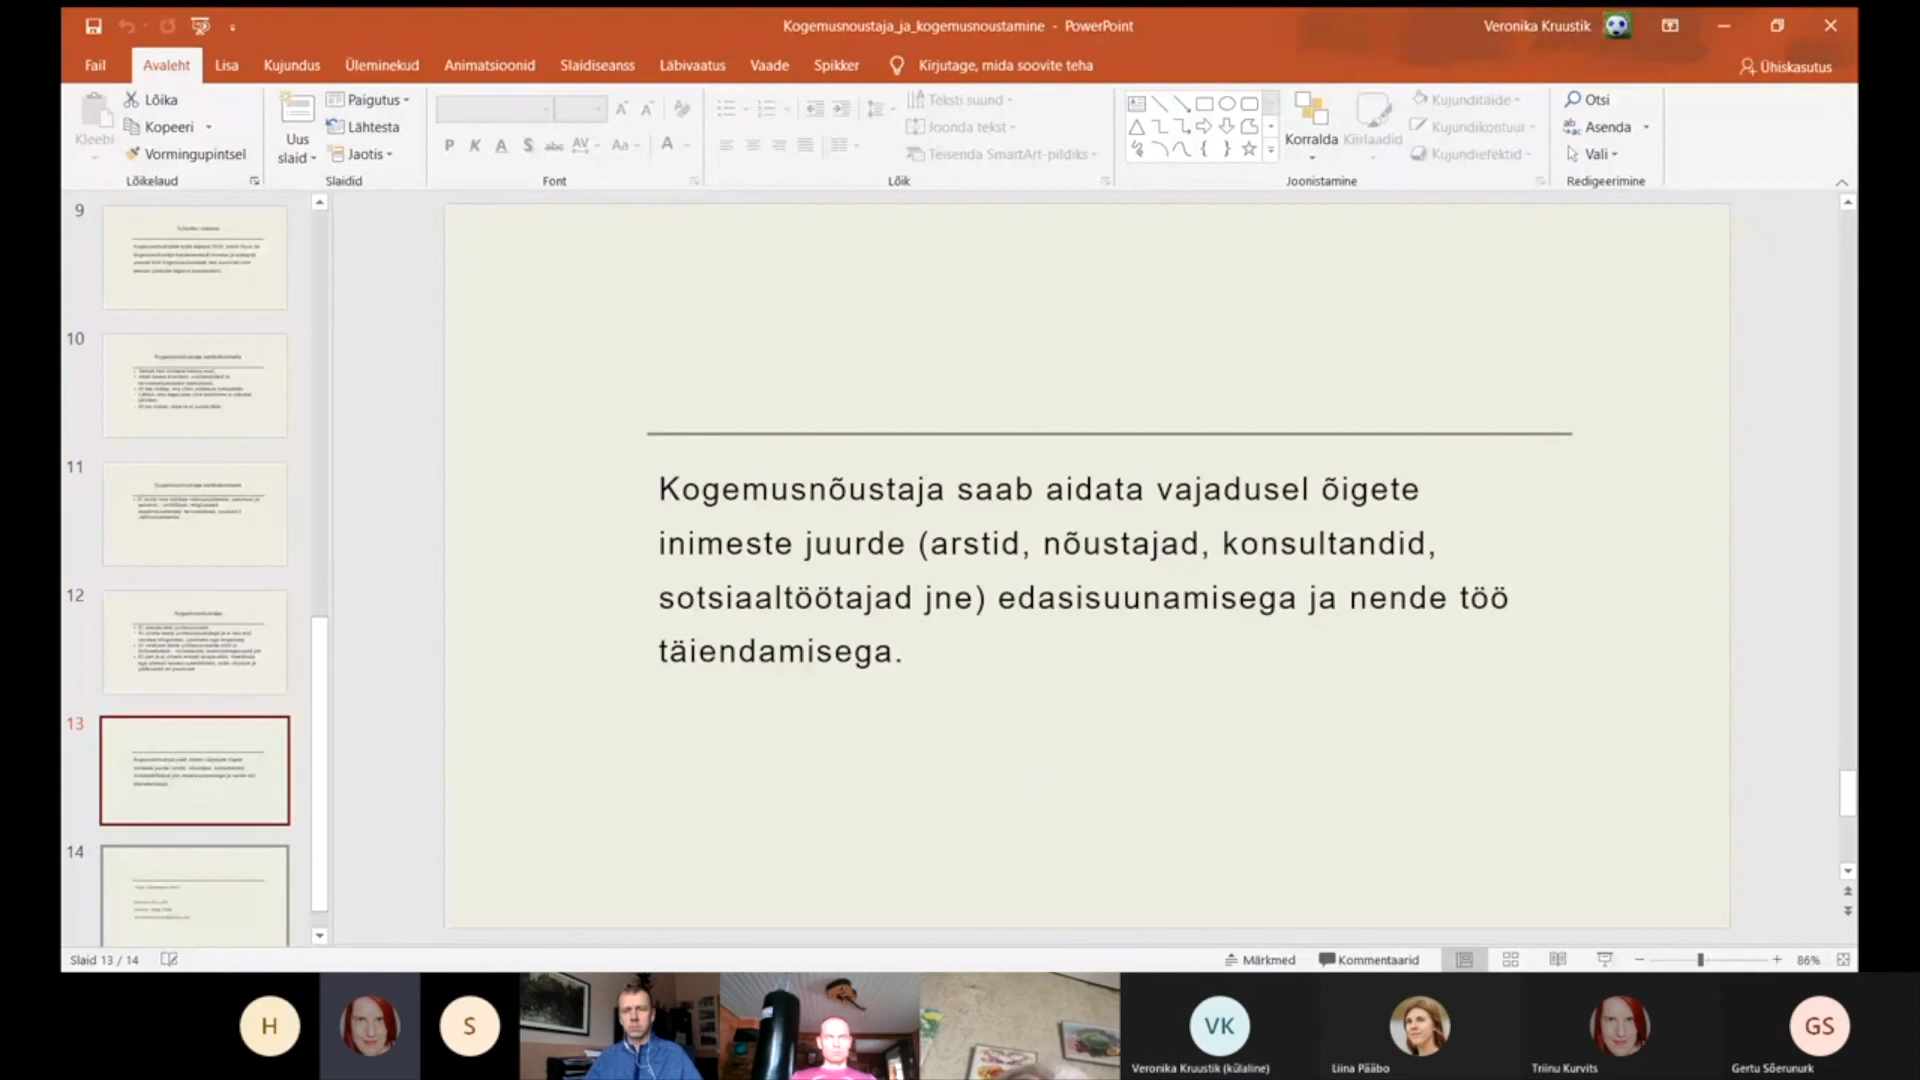 Kogemusnoustaja_ja_kogemusnoustamine - PowerPoint
Veronika Kruustik
Fail
Avaleht
Lisa
Kujundus
Üleminekud
Animatsioonid
Slaidiseanss
Läbivaatus
Vaade
Spikker
Kirjutage, mida soovite teha
Ühiskasutus
Kleebi
Lõika
Kopeeri
Vormingupintsel
Lõikelaud
Uus
slaid
Paigutus
Lähtesta
Jaotis
Slaidid
P K A S abc AV Aa A
Font
Teksti suund
Joonda tekst
Teisenda SmartArt-pildiks
Lõik
Korralda
Kiirlaadid
Kujunditäide
Kujundikontuur
Kujundiefektid
Joonistamine
Otsi
Asenda
Vali
Redigeerimine
9
10
11
12
13
14
Kogemusnõustaja saab aidata vajadusel õigete
inimeste juurde (arstid, nõustajad, konsultandid,
sotsiaaltöötajad jne) edasisuunamisega ja nende töö
täiendamisega.
Slaid 13 / 14
Märkmed
Kommentaarid
86%
H
S
VK
GS
Veronika Kruustik (külaline)
Liina Pääbo
Triinu Kurvits
Gertu Sõerunurk